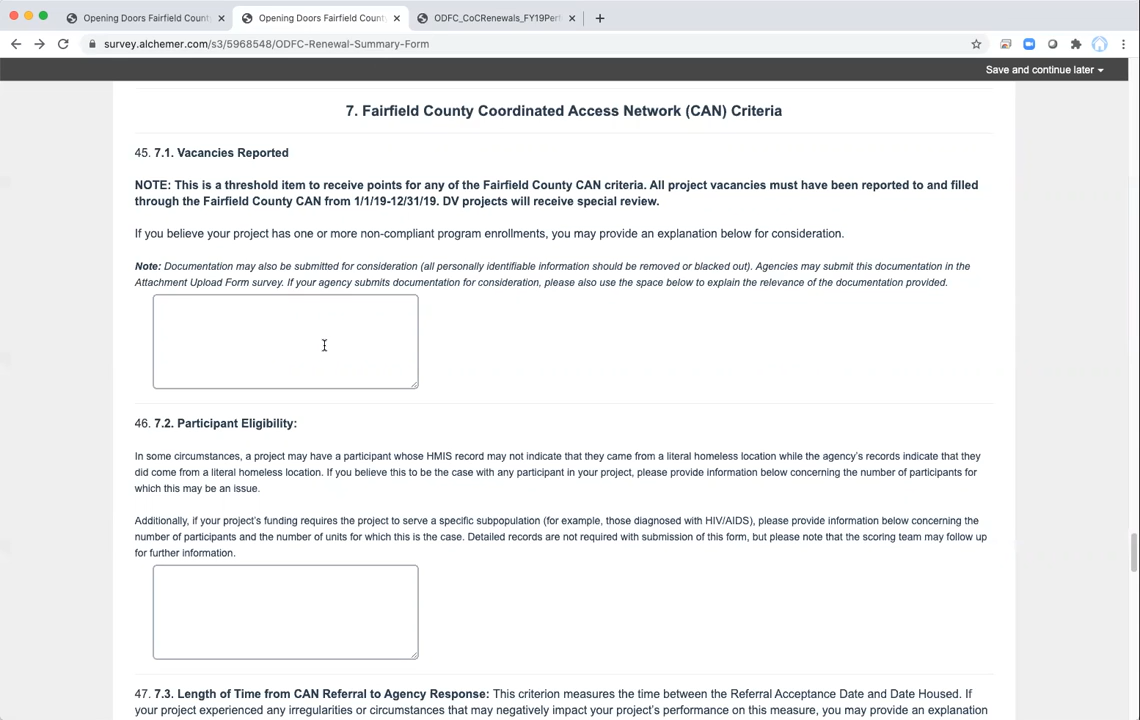 Opening Doors Fairfield Count
Opening Doors Fairfield Count
ODFC_CoCRenewals_FY19Perf
survey.alchemer.com/s3/5968548/ODFC-Renewal-Summary-Form
Save and continue later
7. Fairfield County Coordinated Access Network (CAN) Criteria
45. 7.1. Vacancies Reported
NOTE: This is a threshold item to receive points for any of the Fairfield County CAN criteria. All project vacancies must have been reported to and filled
through the Fairfield County CAN from 1/1/19-12/31/19. DV projects will receive special review.
If you believe your project has one or more non-compliant program enrollments, you may provide an explanation below for consideration.
Note: Documentation may also be submitted for consideration (all personally identifiable information should be removed or blacked out). Agencies may submit this documentation in the
Attachment Upload Form survey. If your agency submits documentation for consideration, please also use the space below to explain the relevance of the documentation provided.
46. 7.2. Participant Eligibility:
In some circumstances, a project may have a participant whose HMIS record may not indicate that they came from a literal homeless location while the agency's records indicate that they
did come from a literal homeless location. If you believe this to be the case with any participant in your project, please provide information below concerning the number of participants for
which this may be an issue.
Additionally, if your project's funding requires the project to serve a specific subpopulation (for example, those diagnosed with HIV/AIDS), please provide information below concerning the
number of participants and the number of units for which this is the case. Detailed records are not required with submission of this form, but please note that the scoring team may follow up
for further information.
47. 7.3. Length of Time from CAN Referral to Agency Response: This criterion measures the time between the Referral Acceptance Date and Date Housed. If
your project experienced any irregularities or circumstances that may negatively impact your project's performance on this measure, you may provide an explanation